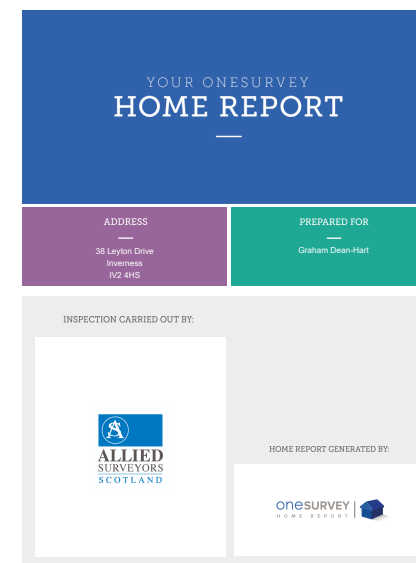 YOUR ONESURVEY
HOME REPORT
ADDRESS
38 Leyton Drive
Inverness
IV2 4HS
PREPARED FOR
Graham Dean-Hart
INSPECTION CARRIED OUT BY:
ALLIED
SURVEYORS
SCOTLAND
HOME REPORT GENERATED BY:
oneSURVEY
HOME REPORT